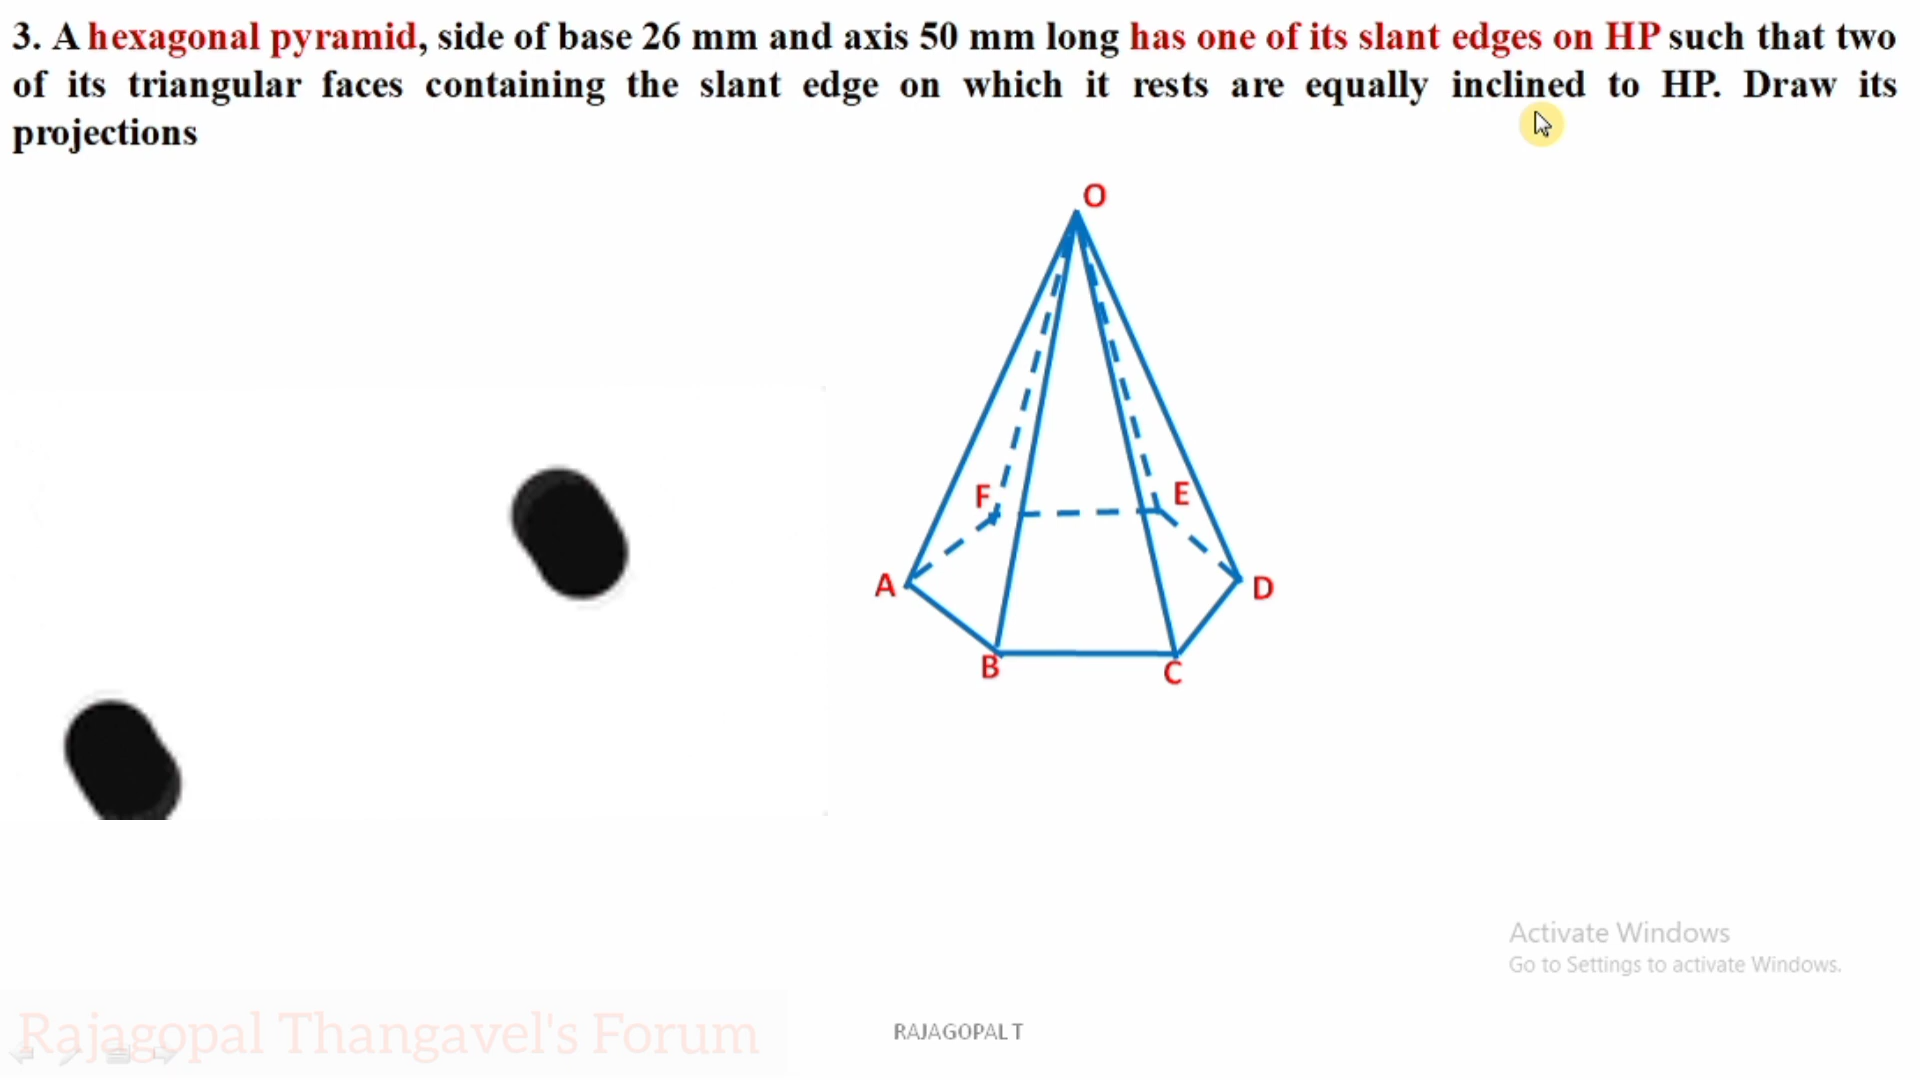 3. A hexagonal pyramid, side of base 26 mm and axis 50 mm long has one of its slant edges on HP such that two
of its triangular faces containing the slant edge on which it rests are equally inclined to HP. Draw its
projections
O
F
E
A
D
B
C
Activate Windows
Go to Settings to activate Windows.
Rajagopal Thangavel's Forum
RAJAGOPAL T